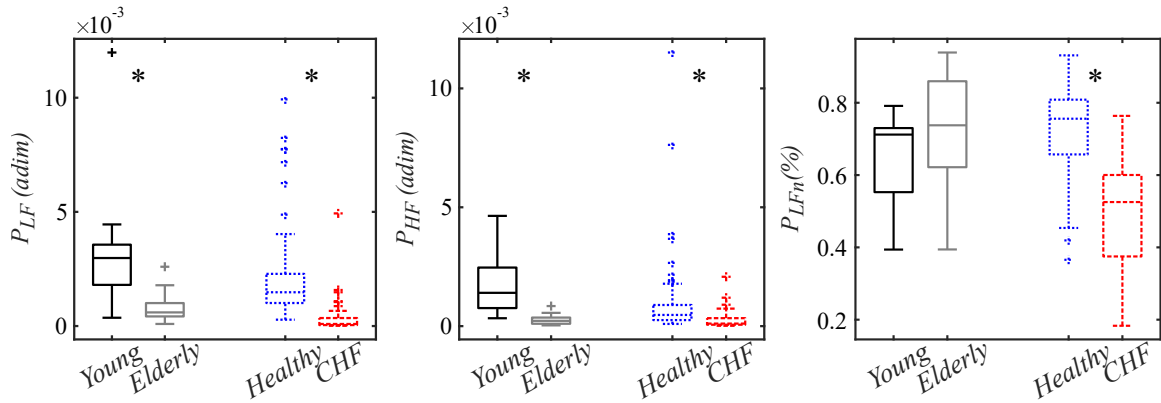 ×10⁻³
P_LF (adim)
10
5
0
*
*
Young
Elderly
Healthy
CHF
×10⁻³
P_HF (adim)
10
5
0
*
*
Young
Elderly
Healthy
CHF
P_LFn(%)
0.8
0.6
0.4
0.2
*
Young
Elderly
Healthy
CHF